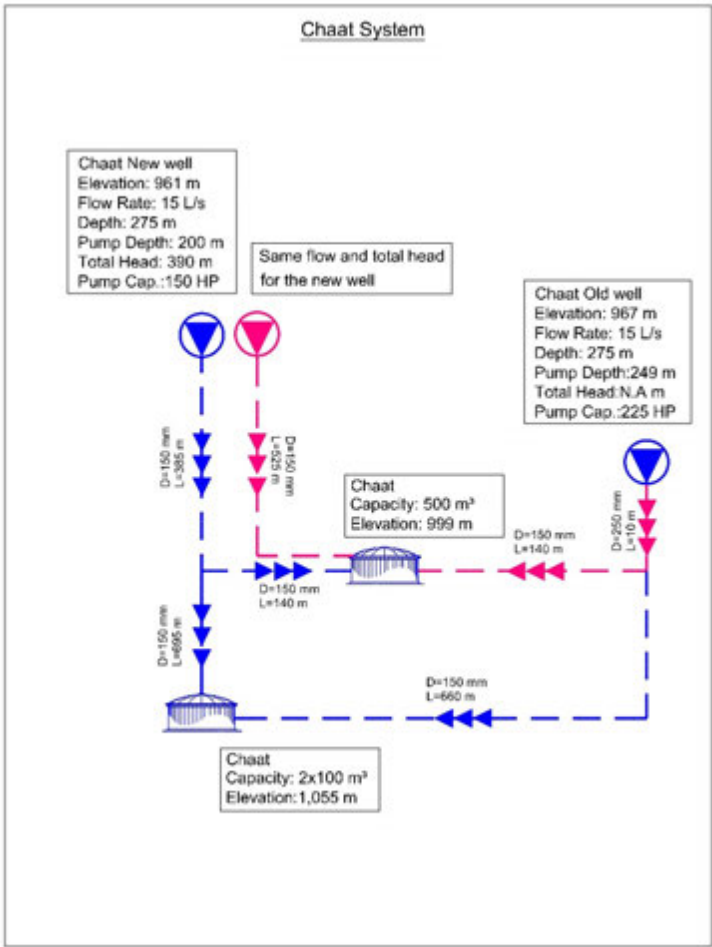 Chaat System
Chaat New well
Elevation: 961 m
Flow Rate: 15 L/s
Depth: 275 m
Pump Depth: 200 m
Total Head: 390 m
Pump Cap.:150 HP
Same flow and total head
for the new well
Chaat Old well
Elevation: 967 m
Flow Rate: 15 L/s
Depth: 275 m
Pump Depth:249 m
Total Head:N.A m
Pump Cap.:225 HP
D=150 mm
L=385 m
D=150 mm
L=525 m
Chaat
Capacity: 500 m³
Elevation: 999 m
D=250 mm
L=10 m
D=150 mm
L=140 m
D=150 mm
L=140 m
D=150 mm
L=695 m
D=150 mm
L=660 m
Chaat
Capacity: 2x100 m³
Elevation:1,055 m